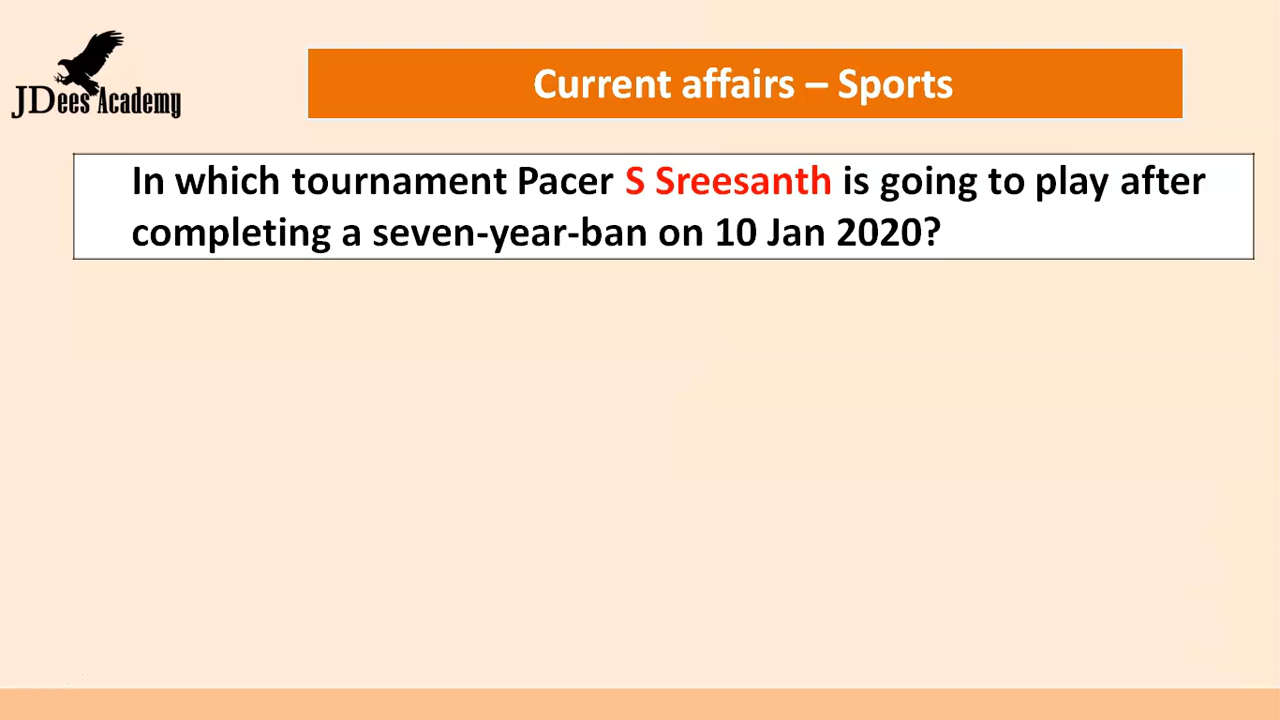 JDees Academy
Current affairs – Sports
In which tournament Pacer S Sreesanth is going to play after
completing a seven-year-ban on 10 Jan 2020?